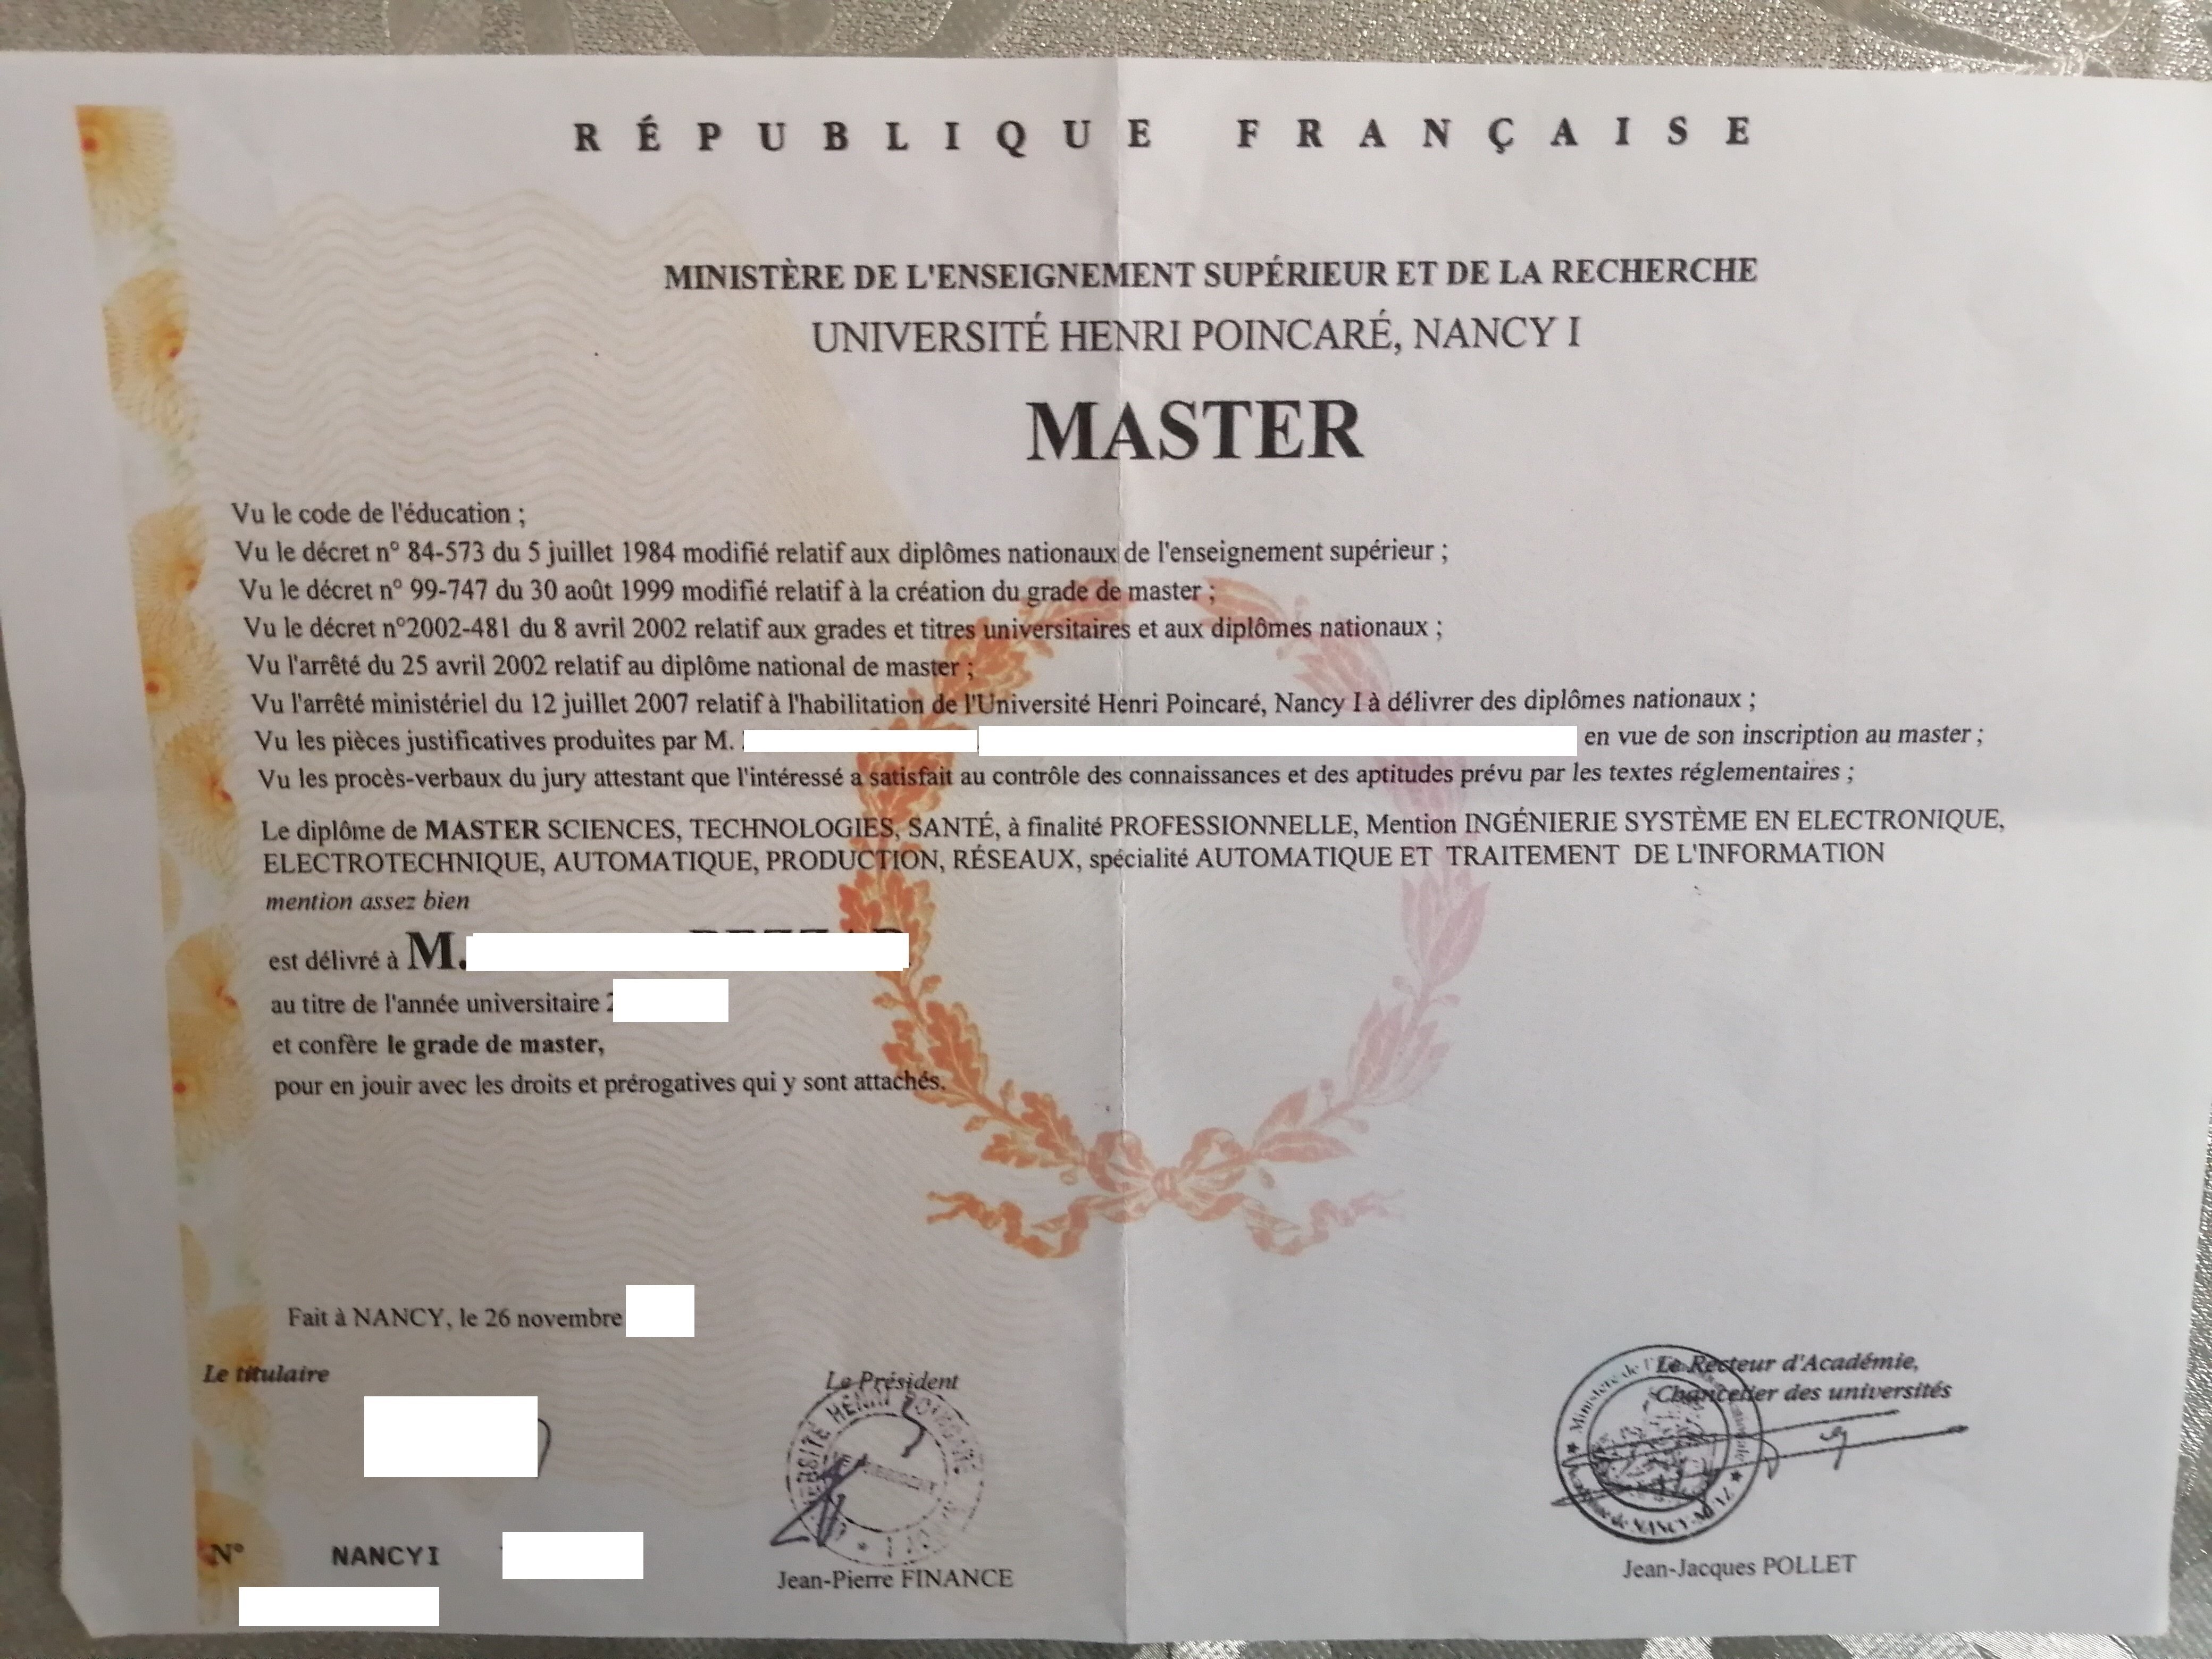 RÉPUBLIQUE FRANÇAISE
MINISTÈRE DE L'ENSEIGNEMENT SUPÉRIEUR ET DE LA RECHERCHE
UNIVERSITÉ HENRI POINCARÉ, NANCY I
MASTER
Vu le code de l'éducation ;
Vu le décret n° 84-573 du 5 juillet 1984 modifié relatif aux diplômes nationaux de l'enseignement supérieur ;
Vu le décret n° 99-747 du 30 août 1999 modifié relatif à la création du grade de master ;
Vu le décret n°2002-481 du 8 avril 2002 relatif aux grades et titres universitaires et aux diplômes nationaux ;
Vu l'arrêté du 25 avril 2002 relatif au diplôme national de master ;
Vu l'arrêté ministériel du 12 juillet 2007 relatif à l'habilitation de l'Université Henri Poincaré, Nancy I à délivrer des diplômes nationaux ;
Vu les pièces justificatives produites par M. en vue de son inscription au master ;
Vu les procès-verbaux du jury attestant que l'intéressé a satisfait au contrôle des connaissances et des aptitudes prévu par les textes réglementaires ;
Le diplôme de MASTER SCIENCES, TECHNOLOGIES, SANTÉ, à finalité PROFESSIONNELLE, Mention INGÉNIERIE SYSTÈME EN ELECTRONIQUE,
ELECTROTECHNIQUE, AUTOMATIQUE, PRODUCTION, RÉSEAUX, spécialité AUTOMATIQUE ET TRAITEMENT DE L'INFORMATION
mention assez bien
est délivré à M.
au titre de l'année universitaire
et confère le grade de master,
pour en jouir avec les droits et prérogatives qui y sont attachés.
Fait à NANCY, le 26 novembre
Le titulaire
Le Président
Le Recteur d'Académie,
Chancelier des universités
N° NANCYI
Jean-Pierre FINANCE
Jean-Jacques POLLET